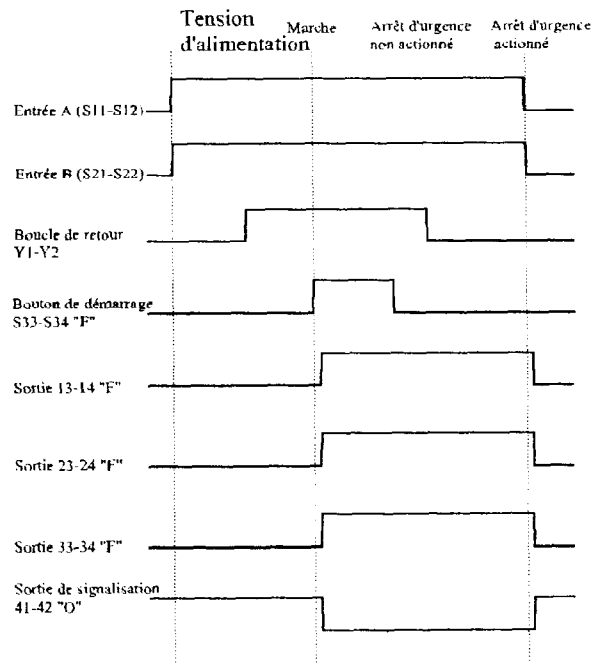 Tension
d'alimentation
Marche
Arrêt d'urgence
non actionné
Arrêt d'urgence
actionné
Entrée A (S11-S12)
Entrée B (S21-S22)
Boucle de retour
Y1-Y2
Bouton de démarrage
S33-S34 "F"
Sortie 13-14 "F"
Sortie 23-24 "F"
Sortie 33-34 "F"
Sortie de signalisation
41-42 "O"